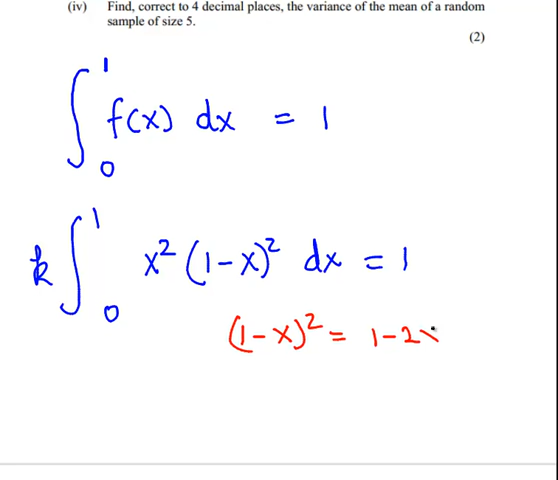 (iv) Find, correct to 4 decimal places, the variance of the mean of a random
sample of size 5.
(2)
∫₀¹ f(x) dx = 1
k ∫₀¹ x² (1-x)² dx = 1
(1-x)² = 1-2